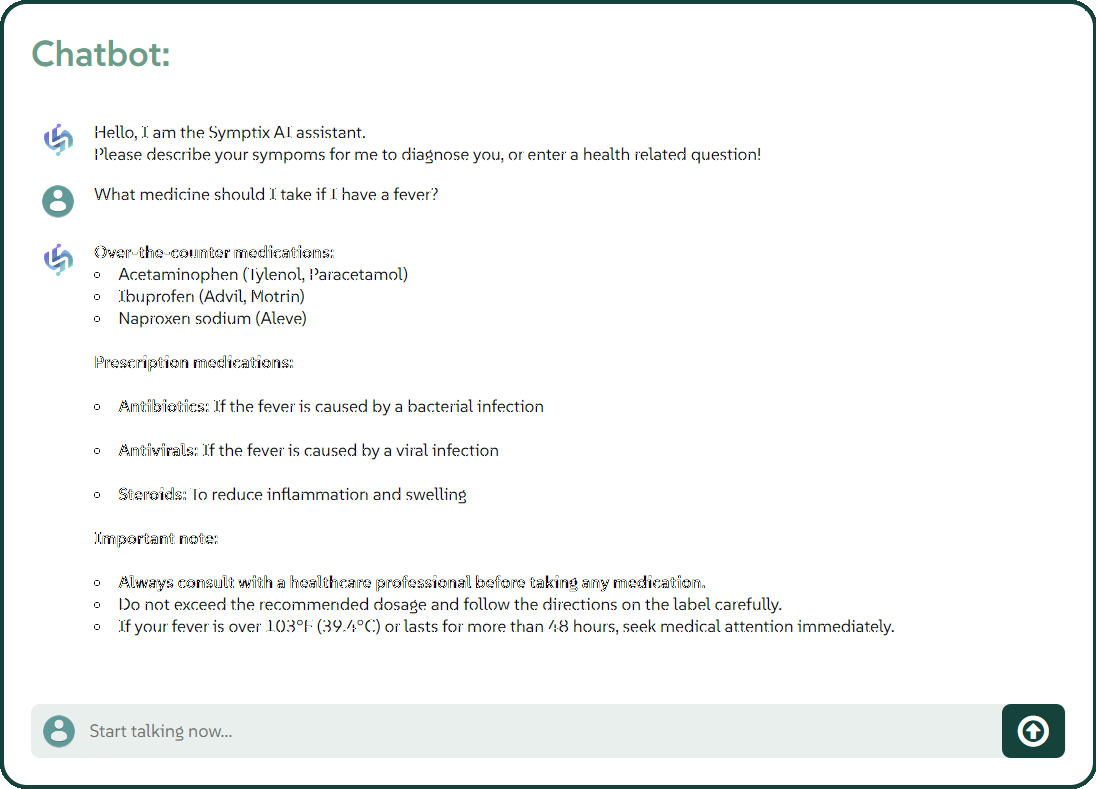 Chatbot:
Hello, I am the Symptix AI assistant.
Please describe your sympoms for me to diagnose you, or enter a health related question!
What medicine should I take if I have a fever?
Over-the-counter medications:
Acetaminophen (Tylenol, Paracetamol)
Ibuprofen (Advil, Motrin)
Naproxen sodium (Aleve)
Prescription medications:
Antibiotics: If the fever is caused by a bacterial infection
Antivirals: If the fever is caused by a viral infection
Steroids: To reduce inflammation and swelling
Important note:
Always consult with a healthcare professional before taking any medication.
Do not exceed the recommended dosage and follow the directions on the label carefully.
If your fever is over 103°F (39.4°C) or lasts for more than 48 hours, seek medical attention immediately.
Start talking now...